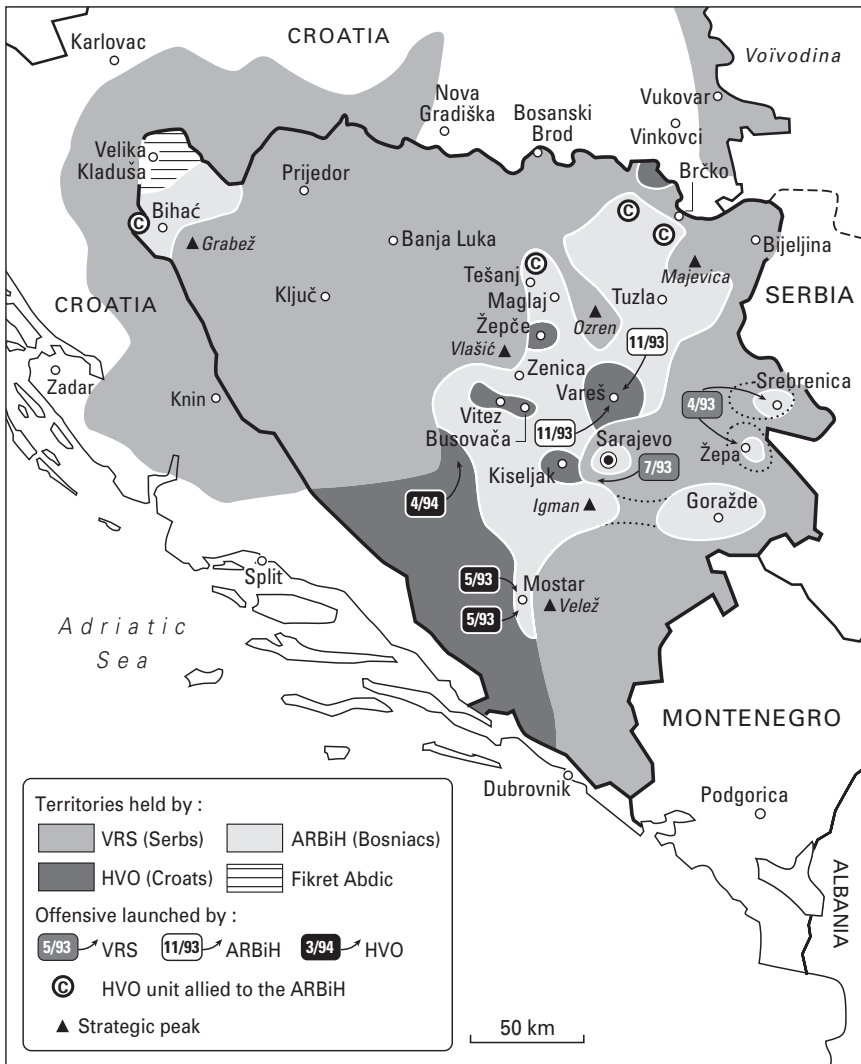 CROATIA
Karlovac
Voïvodina
Nova
Gradiška
Bosanski
Brod
Vukovar
Vinkovci
Velika
Kladuša
Prijedor
Brčko
C
C
Bihać
C
Grabež
Banja Luka
Bijeljina
C
Tešanj
Majevica
Ključ
Maglaj
Tuzla
CROATIA
SERBIA
Žepče
Ozren
11/93
Vlašić
Zenica
Zadar
Knin
Vareš
Srebrenica
4/93
Vitez
Busovača
11/93
Sarajevo
Žepa
Kiseljak
7/93
4/94
Igman
Goražde
Split
5/93
Mostar
5/93
Velež
Adriatic
Sea
MONTENEGRO
Dubrovnik
Podgorica
ALBANIA
Territories held by :
VRS (Serbs)
ARBiH (Bosniacs)
HVO (Croats)
Fikret Abdic
Offensive launched by :
5/93 VRS
11/93 ARBiH
3/94 HVO
C HVO unit allied to the ARBiH
Strategic peak
50 km